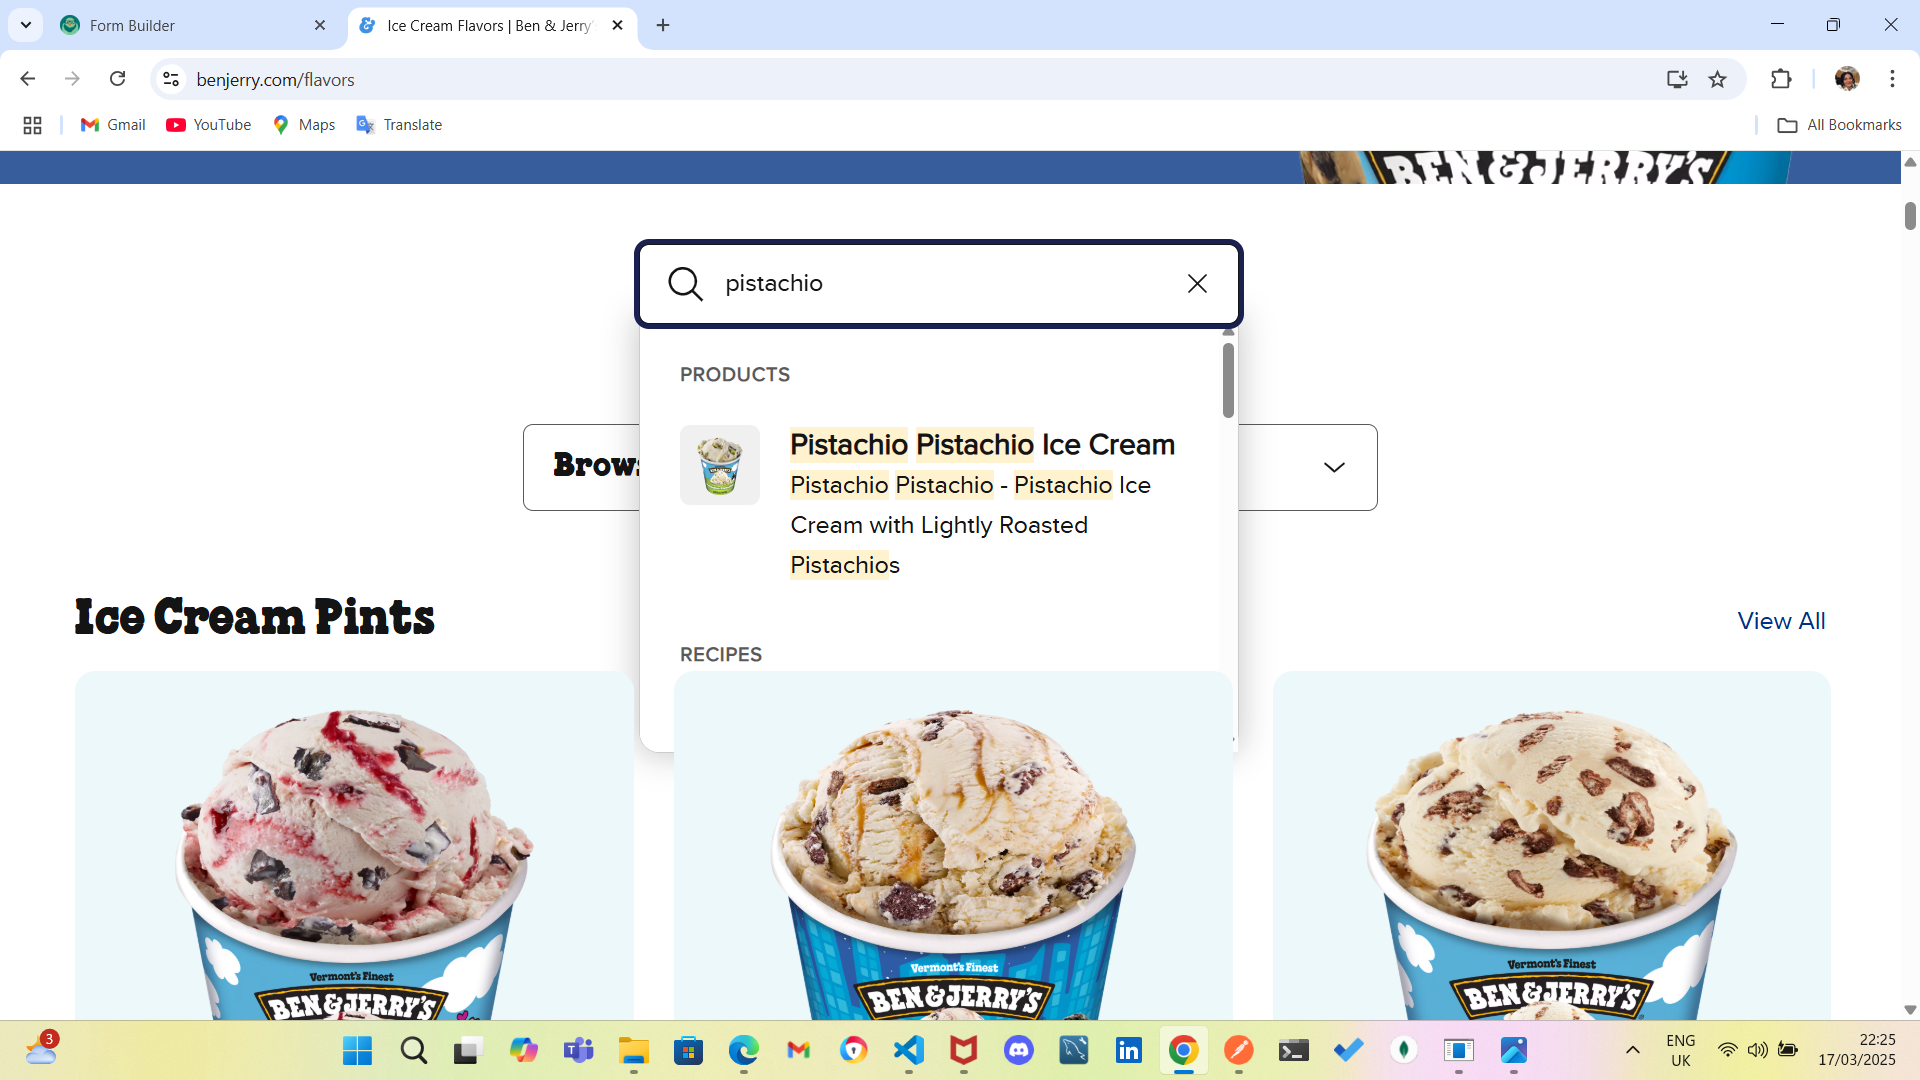 Form Builder
Ice Cream Flavors | Ben & Jerry'
benjerry.com/flavors
Gmail
YouTube
Maps
Translate
All Bookmarks
BEN & JERRY'S
pistachio
PRODUCTS
Pistachio Pistachio Ice Cream
Pistachio Pistachio - Pistachio Ice
Cream with Lightly Roasted
Pistachios
Brows
RECIPES
Ice Cream Pints
View All
Vermont's Finest
BEN & JERRY'S
Vermont's Finest
BEN & JERRY'S
Vermont's Finest
BEN & JERRY'S
3
ENG
UK
22:25
17/03/2025